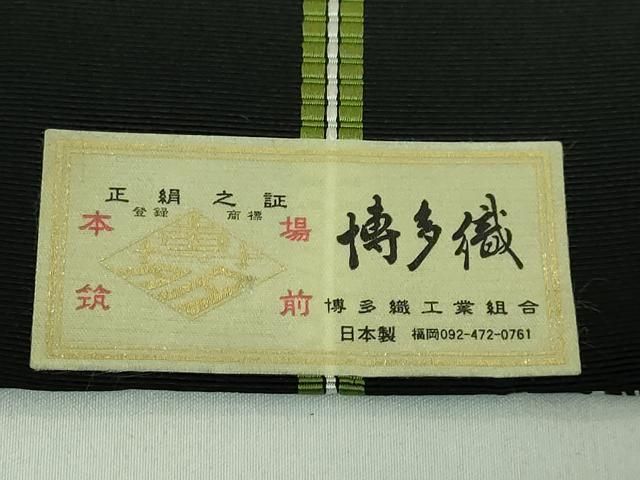 正絹之証
登録 商標
本場
筑前
博多織
博多織工業組合
日本製 福岡092-472-0761